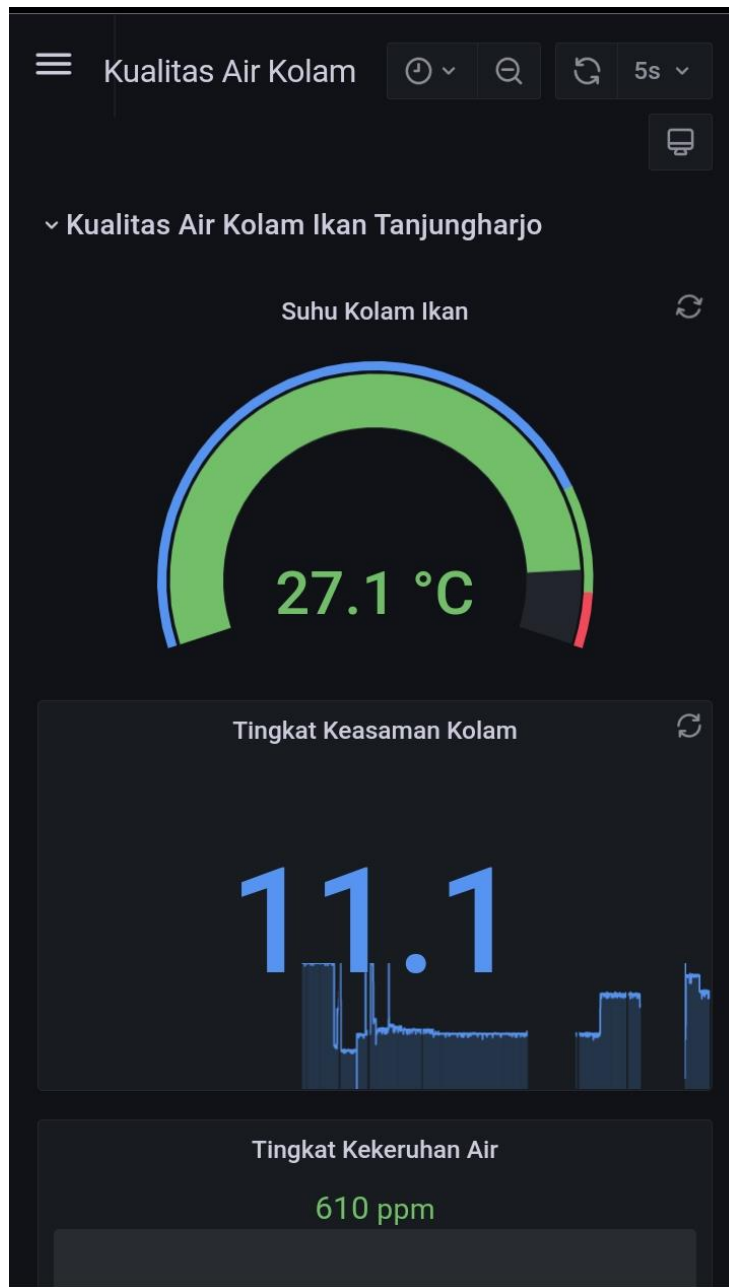 Kualitas Air Kolam
5s
Kualitas Air Kolam Ikan Tanjungharjo
Suhu Kolam Ikan
27.1 °C
Tingkat Keasaman Kolam
11.1
Tingkat Kekeruhan Air
610 ppm